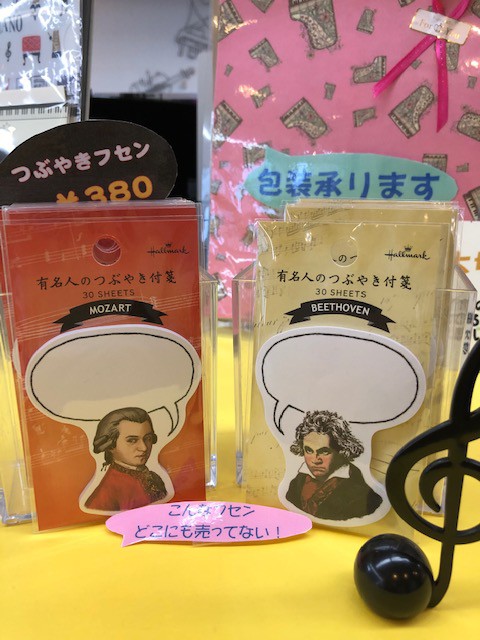 つぶやきフセン
¥380
包装承ります
Hallmark
有名人のつぶやき付箋
30 SHEETS
MOZART
Hallmark
有名人のつぶやき付箋
30 SHEETS
BEETHOVEN
こんなフセン
どこにも売ってない!